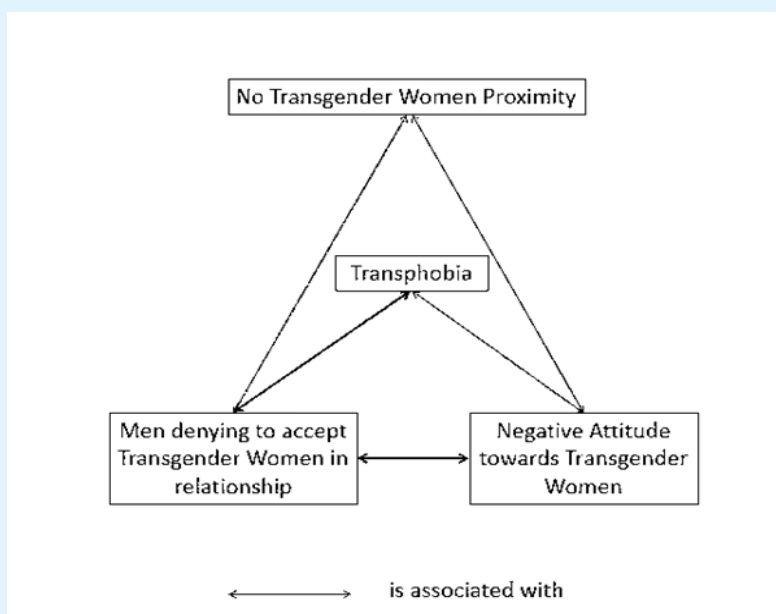 No Transgender Women Proximity
Transphobia
Men denying to accept
Transgender Women in
relationship
Negative Attitude
towards Transgender
Women
is associated with